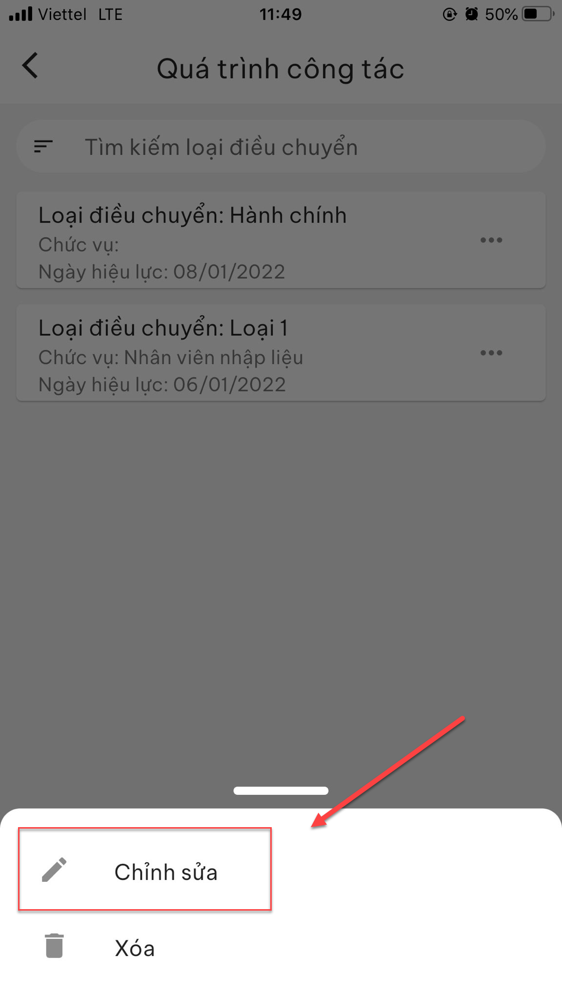 Viettel LTE 11:49 50%
Quá trình công tác
Tìm kiếm loại điều chuyển
Loại điều chuyển: Hành chính
Chức vụ:
Ngày hiệu lực: 08/01/2022
Loại điều chuyển: Loại 1
Chức vụ: Nhân viên nhập liệu
Ngày hiệu lực: 06/01/2022
Chỉnh sửa
Xóa